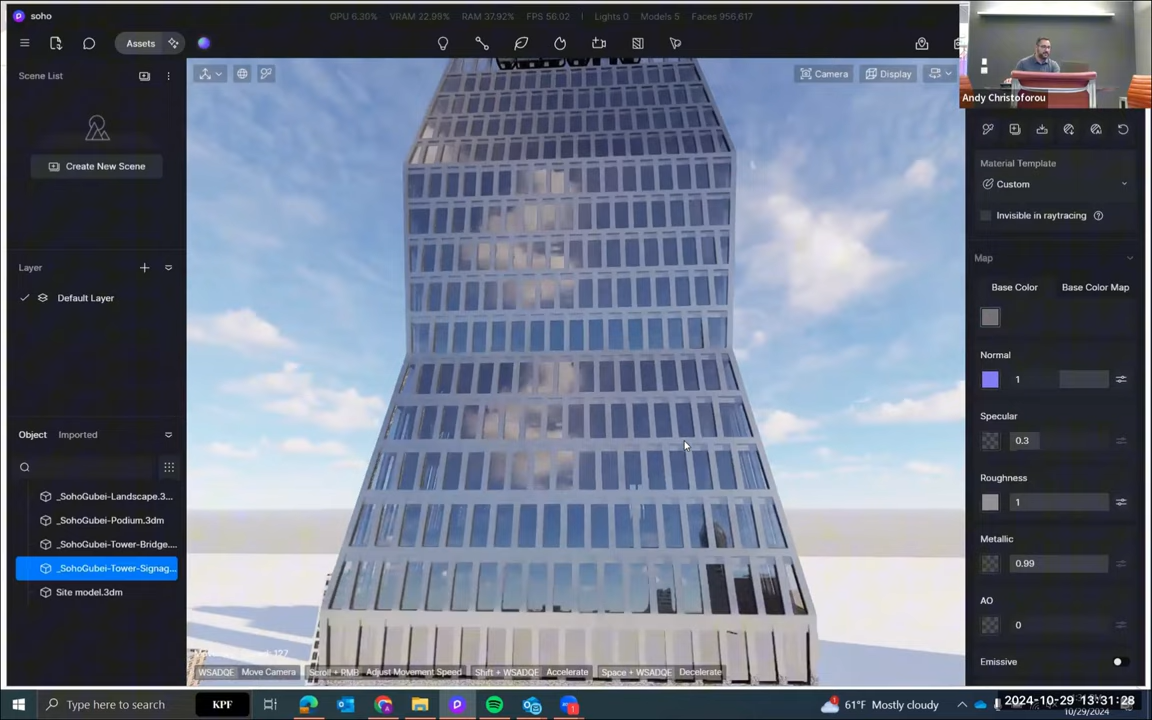 soho
GPU 6.30% VRAM 22.99% RAM 37.92% FPS 56.02 | Lights 0 Models 5 Faces 956,617
Assets
Scene List
Camera
Display
Andy Christoforou
Create New Scene
Material Template
Custom
Invisible in raytracing
Map
Layer
Base Color
Base Color Map
Default Layer
Normal
1
Specular
0.3
Object
Imported
Roughness
1
_SohoGubei-Landscape.3...
_SohoGubei-Podium.3dm
_SohoGubei-Tower-Bridge....
_SohoGubei-Tower-Signag...
Site model.3dm
Metallic
0.99
AO
0
Emissive
WSADQE Move Camera Scroll + RMB Adjust Movement Speed Shift + WSADQE Accelerate Space + WSADQE Decelerate
Type here to search
KPF
61°F Mostly cloudy
2024-10-29 13:31:28
10/29/2024